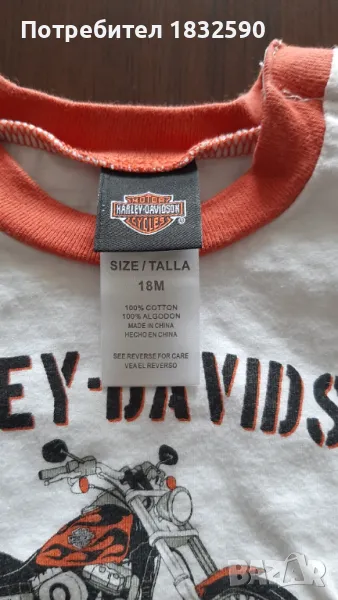 Потребител 1832590
MOTOR
HARLEY-DAVIDSON
CYCLES
SIZE / TALLA
18M
100% COTTON
100% ALGODON
MADE IN CHINA
HECHO EN CHINA
SEE REVERSE FOR CARE
VEA EL REVERSO
EY-DAVIDS
BAZAR